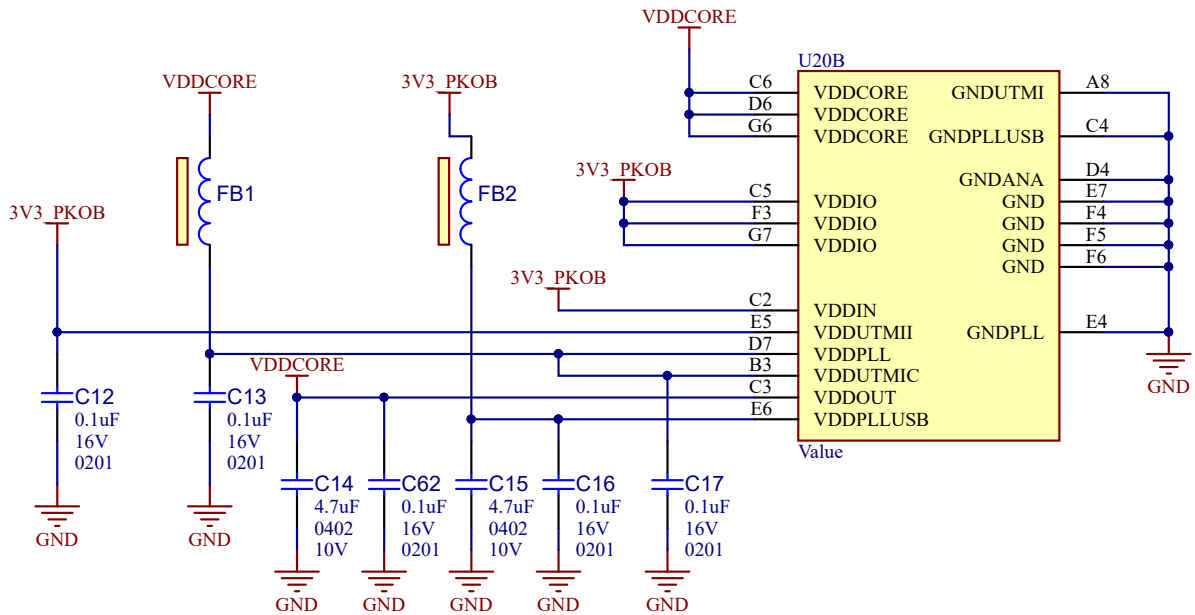 VDDCORE
U20B
VDDCORE
3V3_PKOB
C6
VDDCORE
GNDUTMI
A8
D6
VDDCORE
G6
VDDCORE
GNDPLLUSB
C4
FB1
FB2
3V3_PKOB
GNDANA
D4
C5
VDDIO
GND
E7
3V3_PKOB
F3
VDDIO
GND
F4
G7
VDDIO
GND
F5
GND
F6
3V3_PKOB
C2
VDDIN
E5
VDDUTMII
GNDPLL
E4
D7
VDDPLL
VDDCORE
B3
VDDUTMIC
GND
C3
VDDOUT
E6
VDDPLLUSB
Value
C12
0.1uF
16V
0201
GND
C13
0.1uF
16V
0201
GND
C14
4.7uF
0402
10V
GND
C62
0.1uF
16V
0201
GND
C15
4.7uF
0402
10V
GND
C16
0.1uF
16V
0201
GND
C17
0.1uF
16V
0201
GND